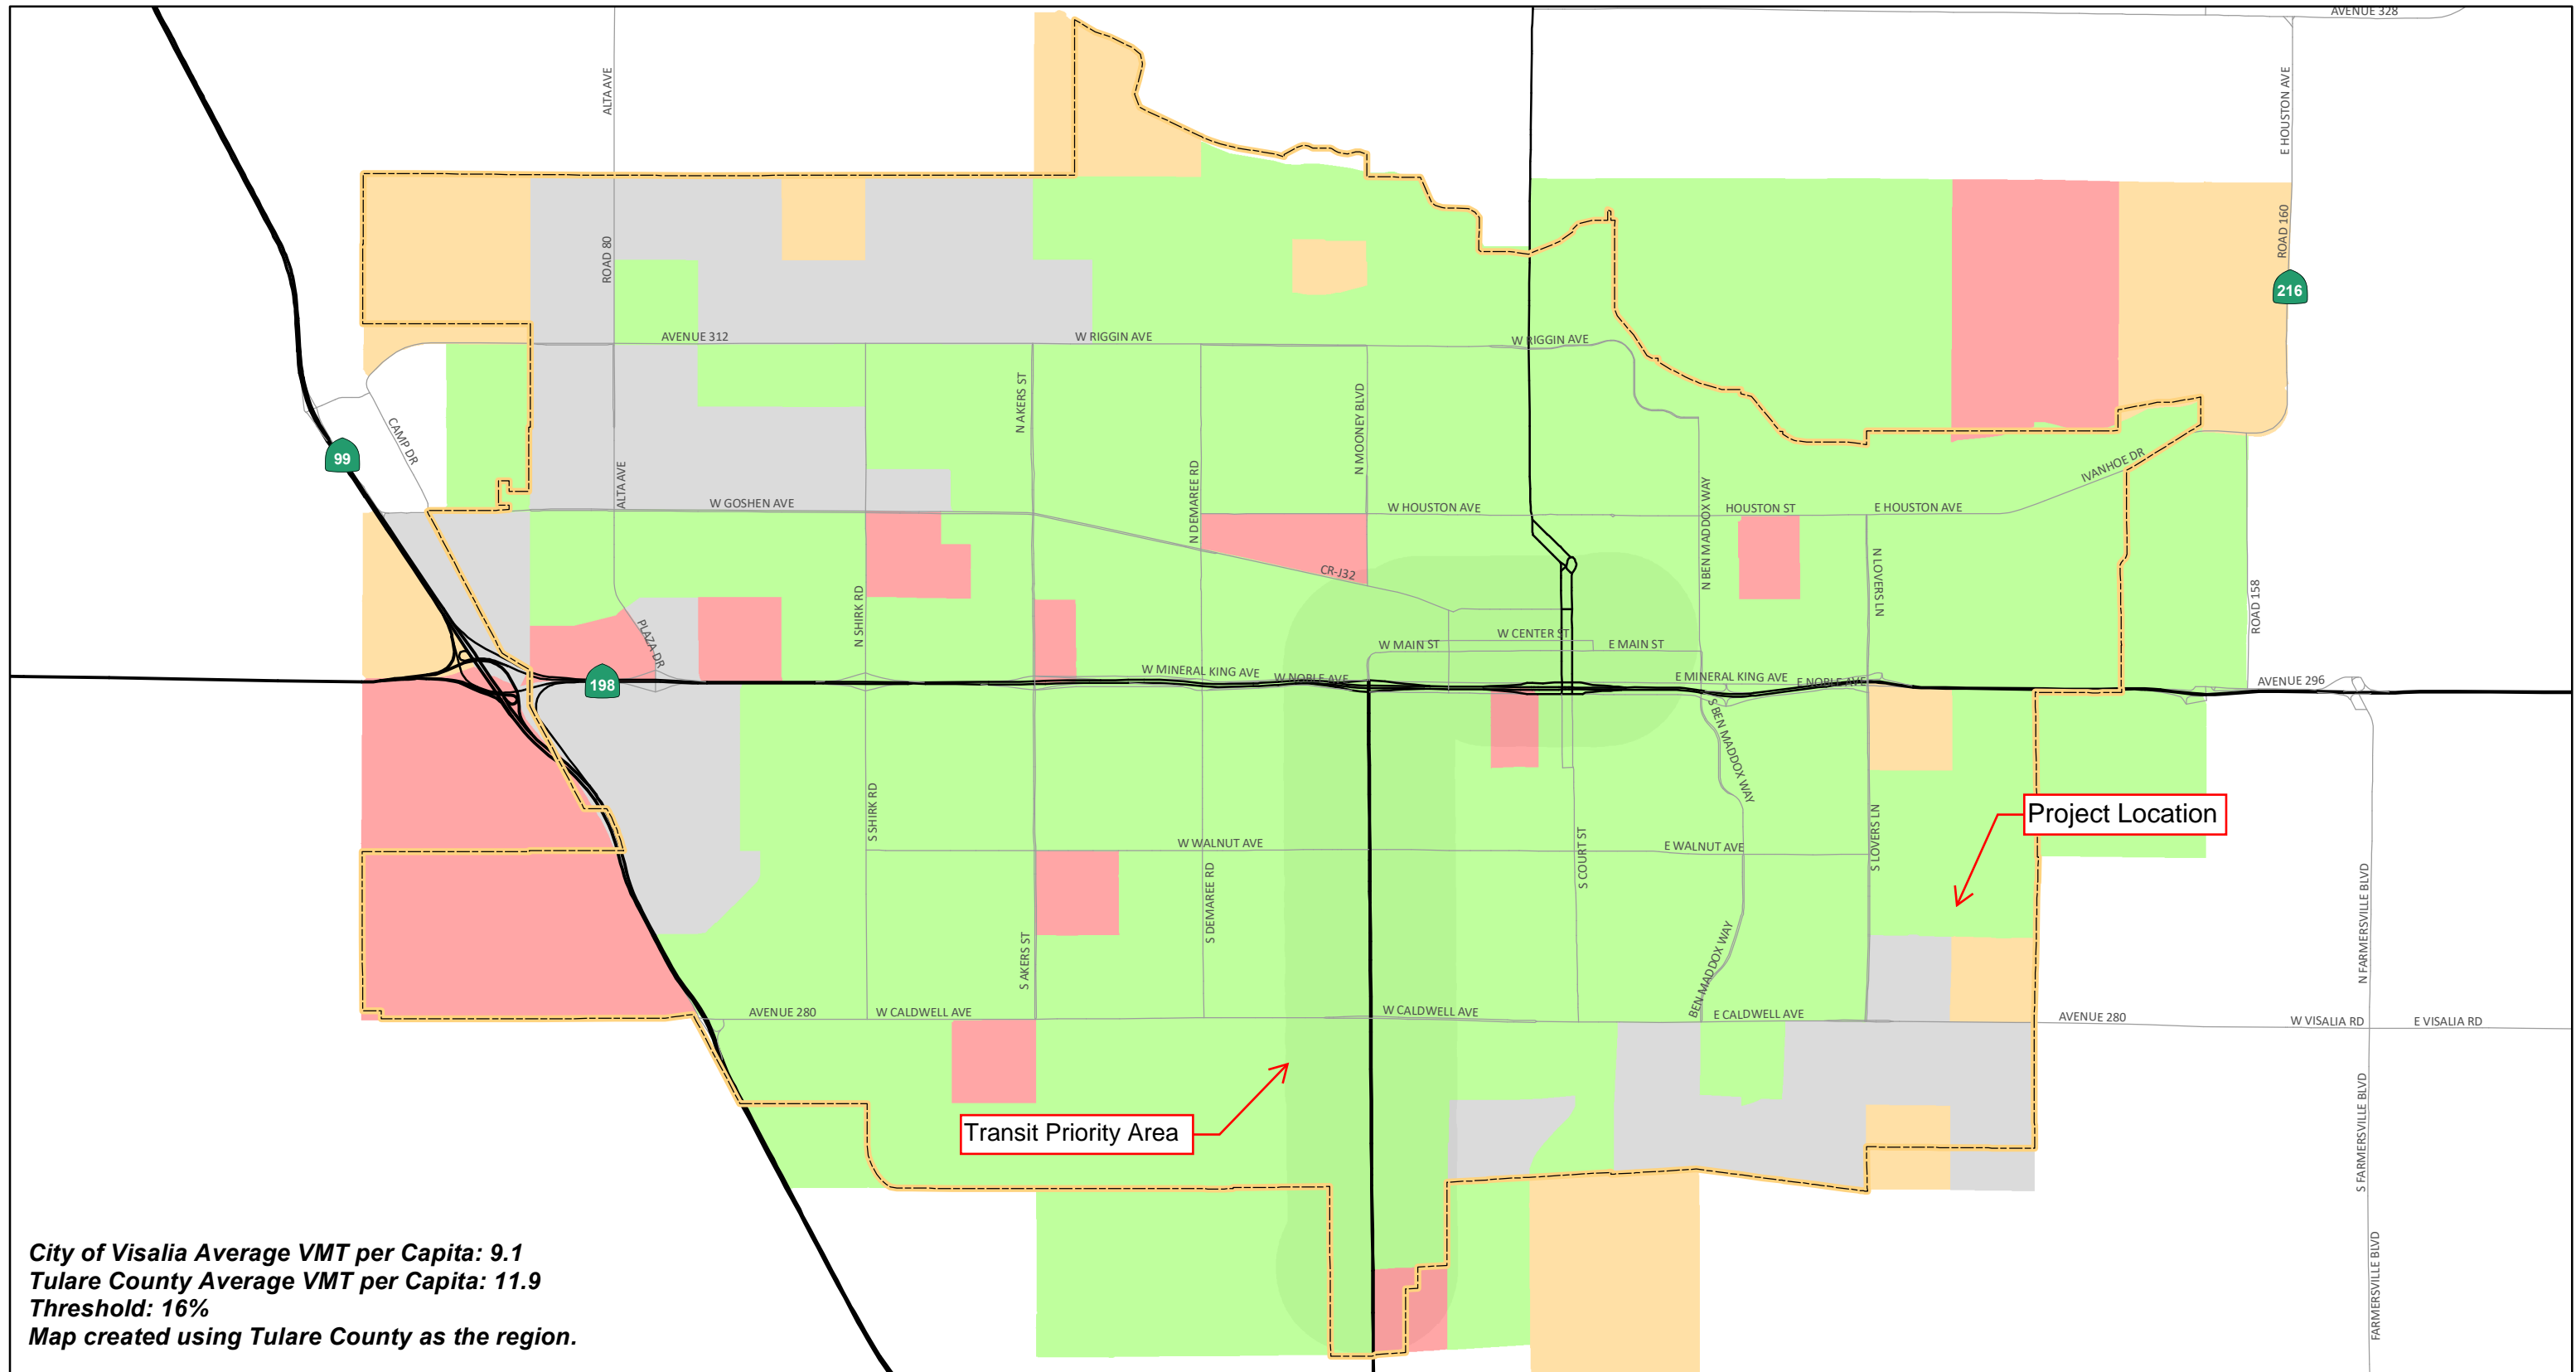 AVENUE 328
ALTA AVE
E HOUSTON AVE
ROAD 80
ROAD 160
216
AVENUE 312
W RIGGIN AVE
W RIGGIN AVE
N AKERS ST
N MOONEY BLVD
CAMP DR
99
ALTA AVE
N DEMAREE RD
IVANHOE DR
W GOSHEN AVE
W HOUSTON AVE
N BEN MADDOX WAY
HOUSTON ST
E HOUSTON AVE
CR-J32
N LOVERS LN
N SHIRK RD
PLAZA DR
ROAD 158
W CENTER ST
W MAIN ST
E MAIN ST
198
W MINERAL KING AVE
W NOBLE AVE
E MINERAL KING AVE
E NOBLE AVE
AVENUE 296
S BEN MADDOX WAY
S SHIRK RD
Project Location
W WALNUT AVE
E WALNUT AVE
S LOVERS LN
S COURT ST
S DEMAREE RD
S AKERS ST
BEN MADDOX WAY
N FARMERSVILLE BLVD
AVENUE 280
W CALDWELL AVE
W CALDWELL AVE
E CALDWELL AVE
AVENUE 280
W VISALIA RD
E VISALIA RD
Transit Priority Area
S FARMERSVILLE BLVD
FARMERSVILLE BLVD
City of Visalia Average VMT per Capita: 9.1
Tulare County Average VMT per Capita: 11.9
Threshold: 16%
Map created using Tulare County as the region.